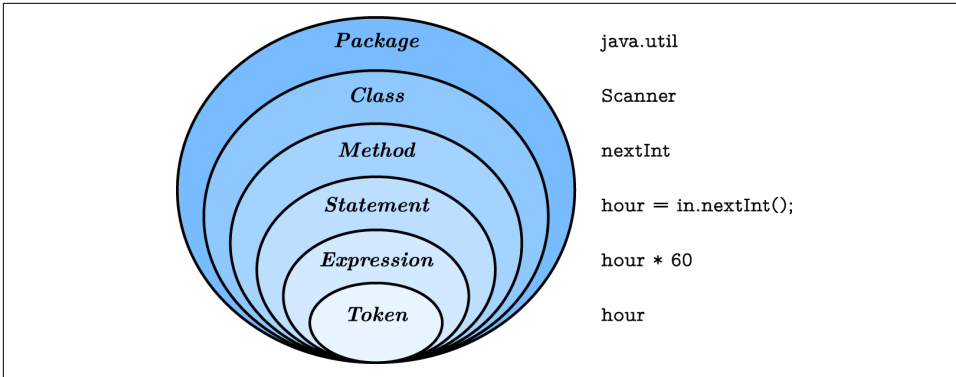 Package java.util
Class Scanner
Method nextInt
Statement hour = in.nextInt();
Expression hour * 60
Token hour